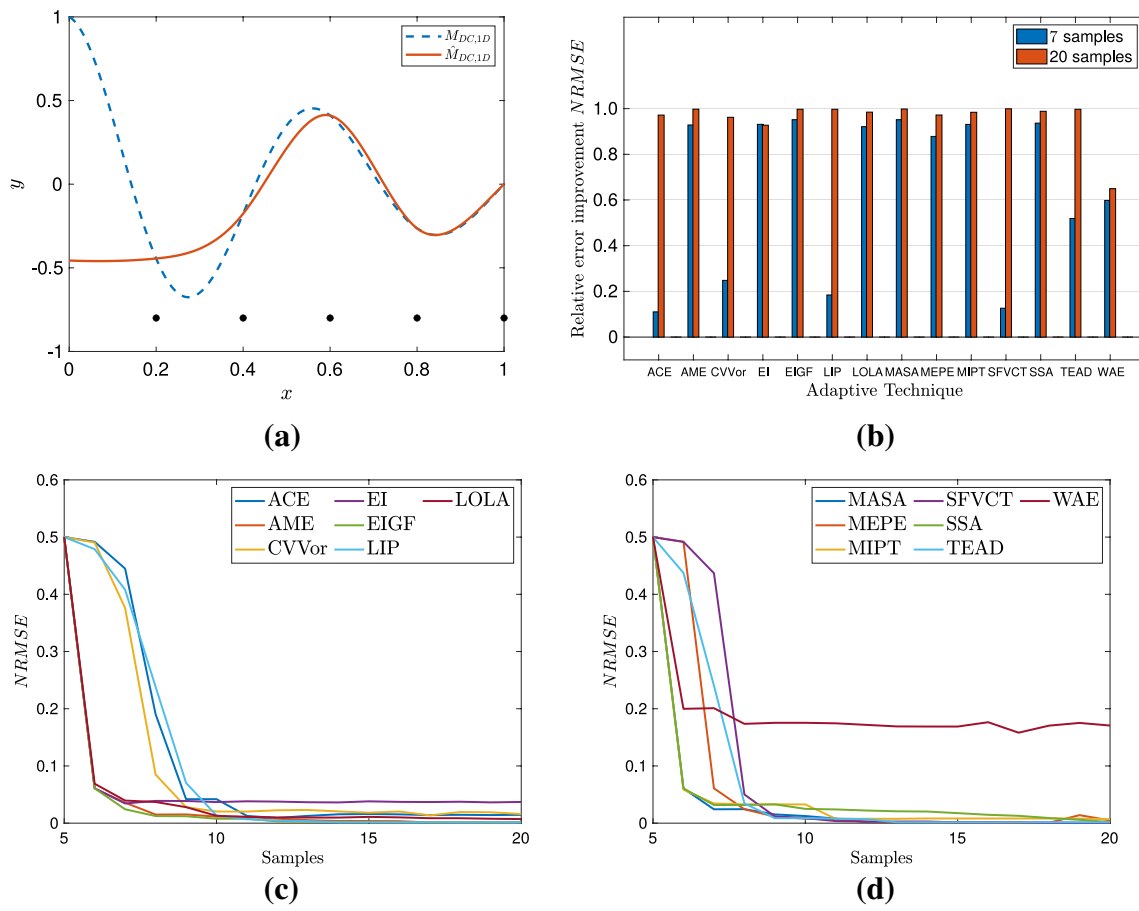 1
0.5
0
-0.5
-1
y
M_{DC,1D}
\hat{M}_{DC,1D}
0 0.2 0.4 0.6 0.8 1
x
(a)
Relative error improvement NRMSE
1.0
0.8
0.6
0.4
0.2
0
7 samples
20 samples
ACE AME CVVor EI EIGF LIP LOLA MASA MEPE MIPT SFVCT SSA TEAD WAE
Adaptive Technique
(b)
NRMSE
0.6
0.5
0.4
0.3
0.2
0.1
0
ACE EI LOLA
AME EIGF
CVVor LIP
5 10 15 20
Samples
(c)
NRMSE
0.6
0.5
0.4
0.3
0.2
0.1
0
MASA SFVCT WAE
MEPE SSA
MIPT TEAD
5 10 15 20
Samples
(d)